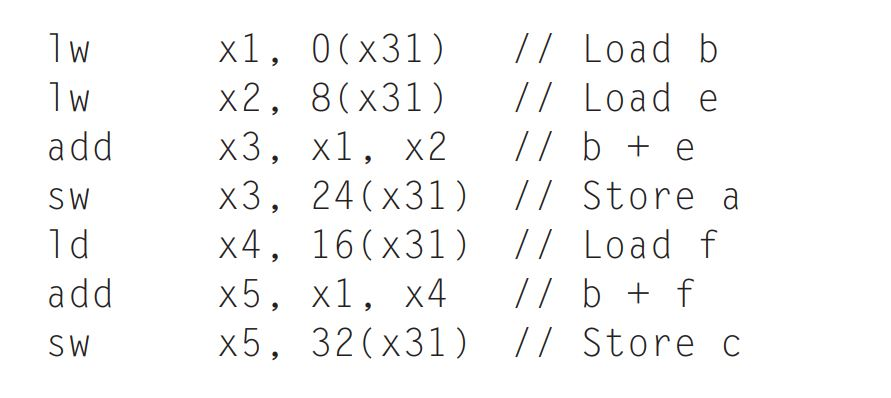 lw x1, 0(x31) // Load b
lw x2, 8(x31) // Load e
add x3, x1, x2 // b + e
sw x3, 24(x31) // Store a
ld x4, 16(x31) // Load f
add x5, x1, x4 // b + f
sw x5, 32(x31) // Store c